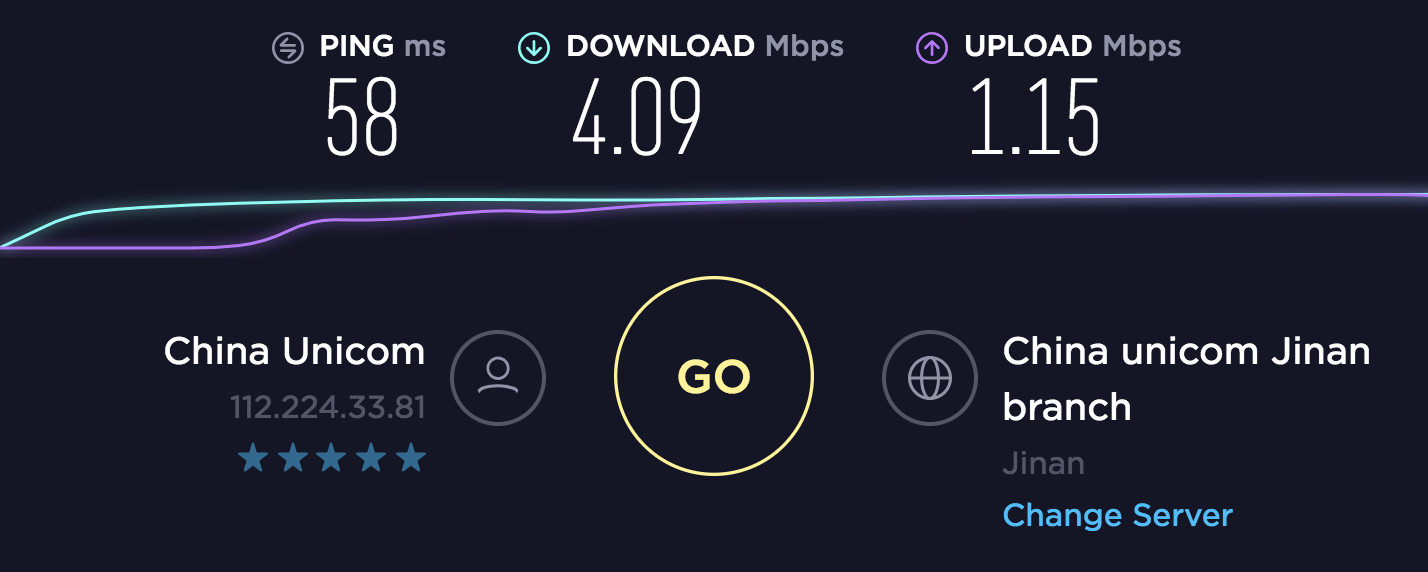 PING ms
58
DOWNLOAD Mbps
4.09
UPLOAD Mbps
1.15
China Unicom
112.224.33.81
GO
China unicom Jinan
branch
Jinan
Change Server